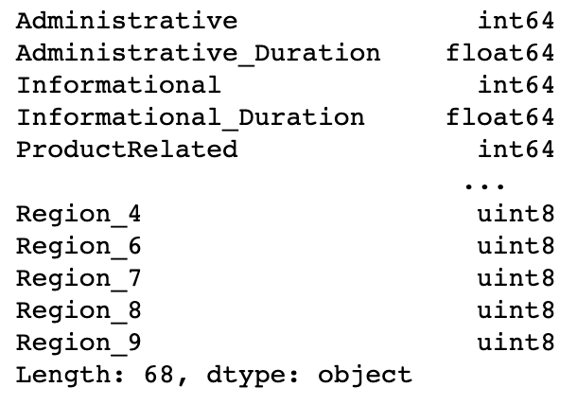 Administrative int64
Administrative_Duration float64
Informational int64
Informational_Duration float64
ProductRelated int64
...
Region_4 uint8
Region_6 uint8
Region_7 uint8
Region_8 uint8
Region_9 uint8
Length: 68, dtype: object